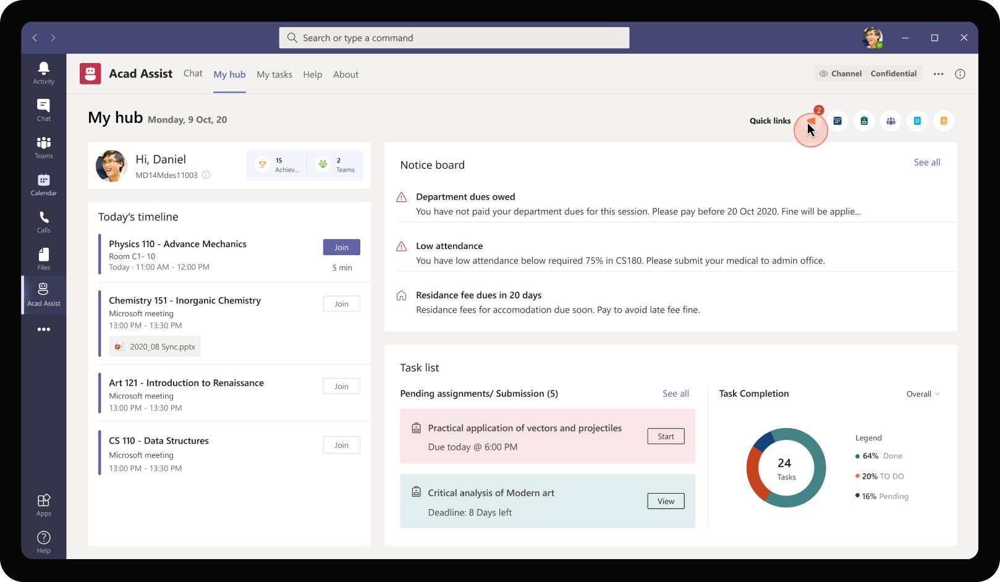 Search or type a command
Activity
Chat
Teams
Calendar
Calls
Files
Acad Assist
Apps
Help
Acad Assist
Chat
My hub
My tasks
Help
About
Channel
Confidential
My hub
Monday, 9 Oct, 20
Quick links
2
Hi, Daniel
MD14Mdes11003
15
Achiev...
2
Teams
Today's timeline
Physics 110 - Advance Mechanics
Room C1- 10
Today · 11:00 AM - 12:00 PM
Join
5 min
Chemistry 151 - Inorganic Chemistry
Microsoft meeting
13:00 PM - 13:30 PM
Join
2020_08 Sync.pptx
Art 121 - Introduction to Renaissance
Microsoft meeting
13:00 PM - 13:30 PM
Join
CS 110 - Data Structures
Microsoft meeting
13:00 PM - 13:30 PM
Join
Notice board
See all
Department dues owed
You have not paid your department dues for this session. Please pay before 20 Oct 2020. Fine will be applie...
Low attendance
You have low attendance below required 75% in CS180. Please submit your medical to admin office.
Residance fee dues in 20 days
Residance fees for accomodation due soon. Pay to avoid late fee fine.
Task list
Pending assignments/ Submission (5)
See all
Practical application of vectors and projectiles
Due today @ 6:00 PM
Start
Critical analysis of Modern art
Deadline: 8 Days left
View
Task Completion
Overall
24
Tasks
Legend
64% Done
20% TO DO
16% Pending